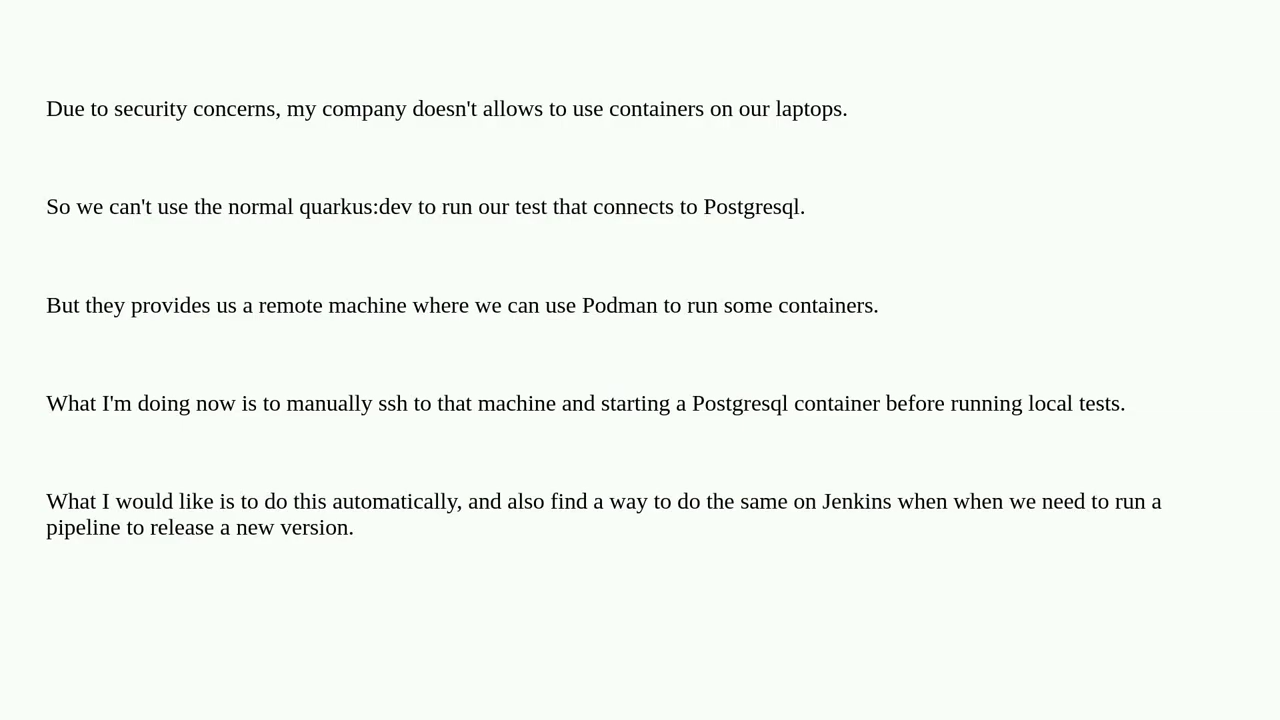 Due to security concerns, my company doesn't allows to use containers on our laptops.
So we can't use the normal quarkus:dev to run our test that connects to Postgresql.
But they provides us a remote machine where we can use Podman to run some containers.
What I'm doing now is to manually ssh to that machine and starting a Postgresql container before running local tests.
What I would like is to do this automatically, and also find a way to do the same on Jenkins when when we need to run a
pipeline to release a new version.